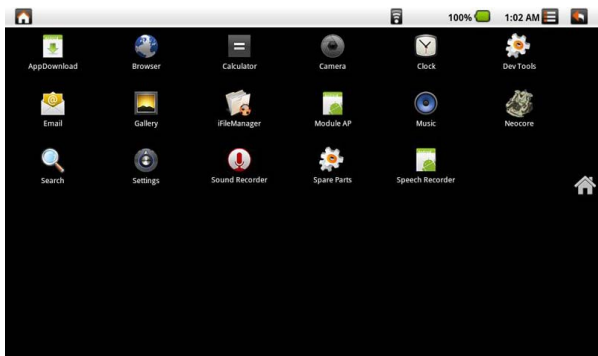 100% 1:02 AM
AppDownload Browser Calculator Camera Clock Dev Tools
Email Gallery iFileManager Module AP Music Neocore
Search Settings Sound Recorder Spare Parts Speech Recorder